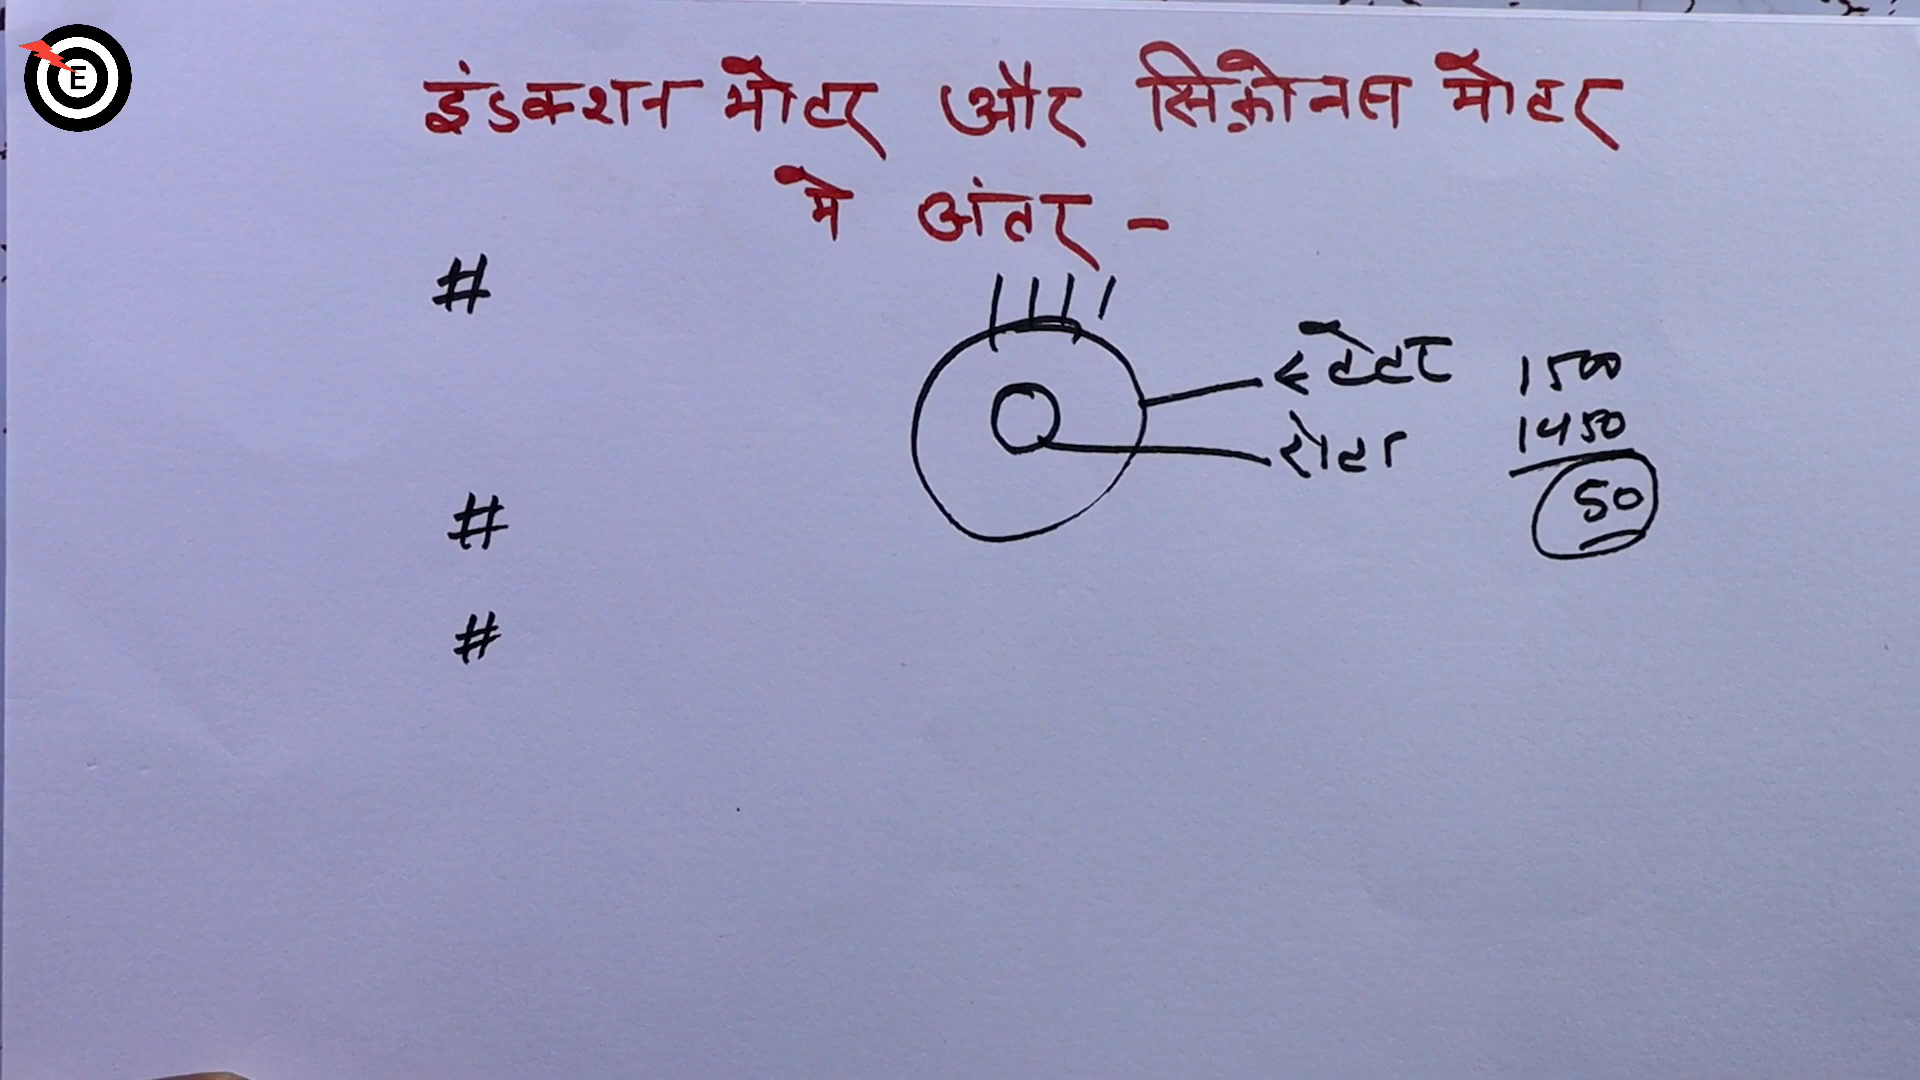 E
इंडक्शन मोटर और सिंक्रोनस मोटर
मे अंतर -
#
स्टेटर 1500
रोटर 1450
50
#
#